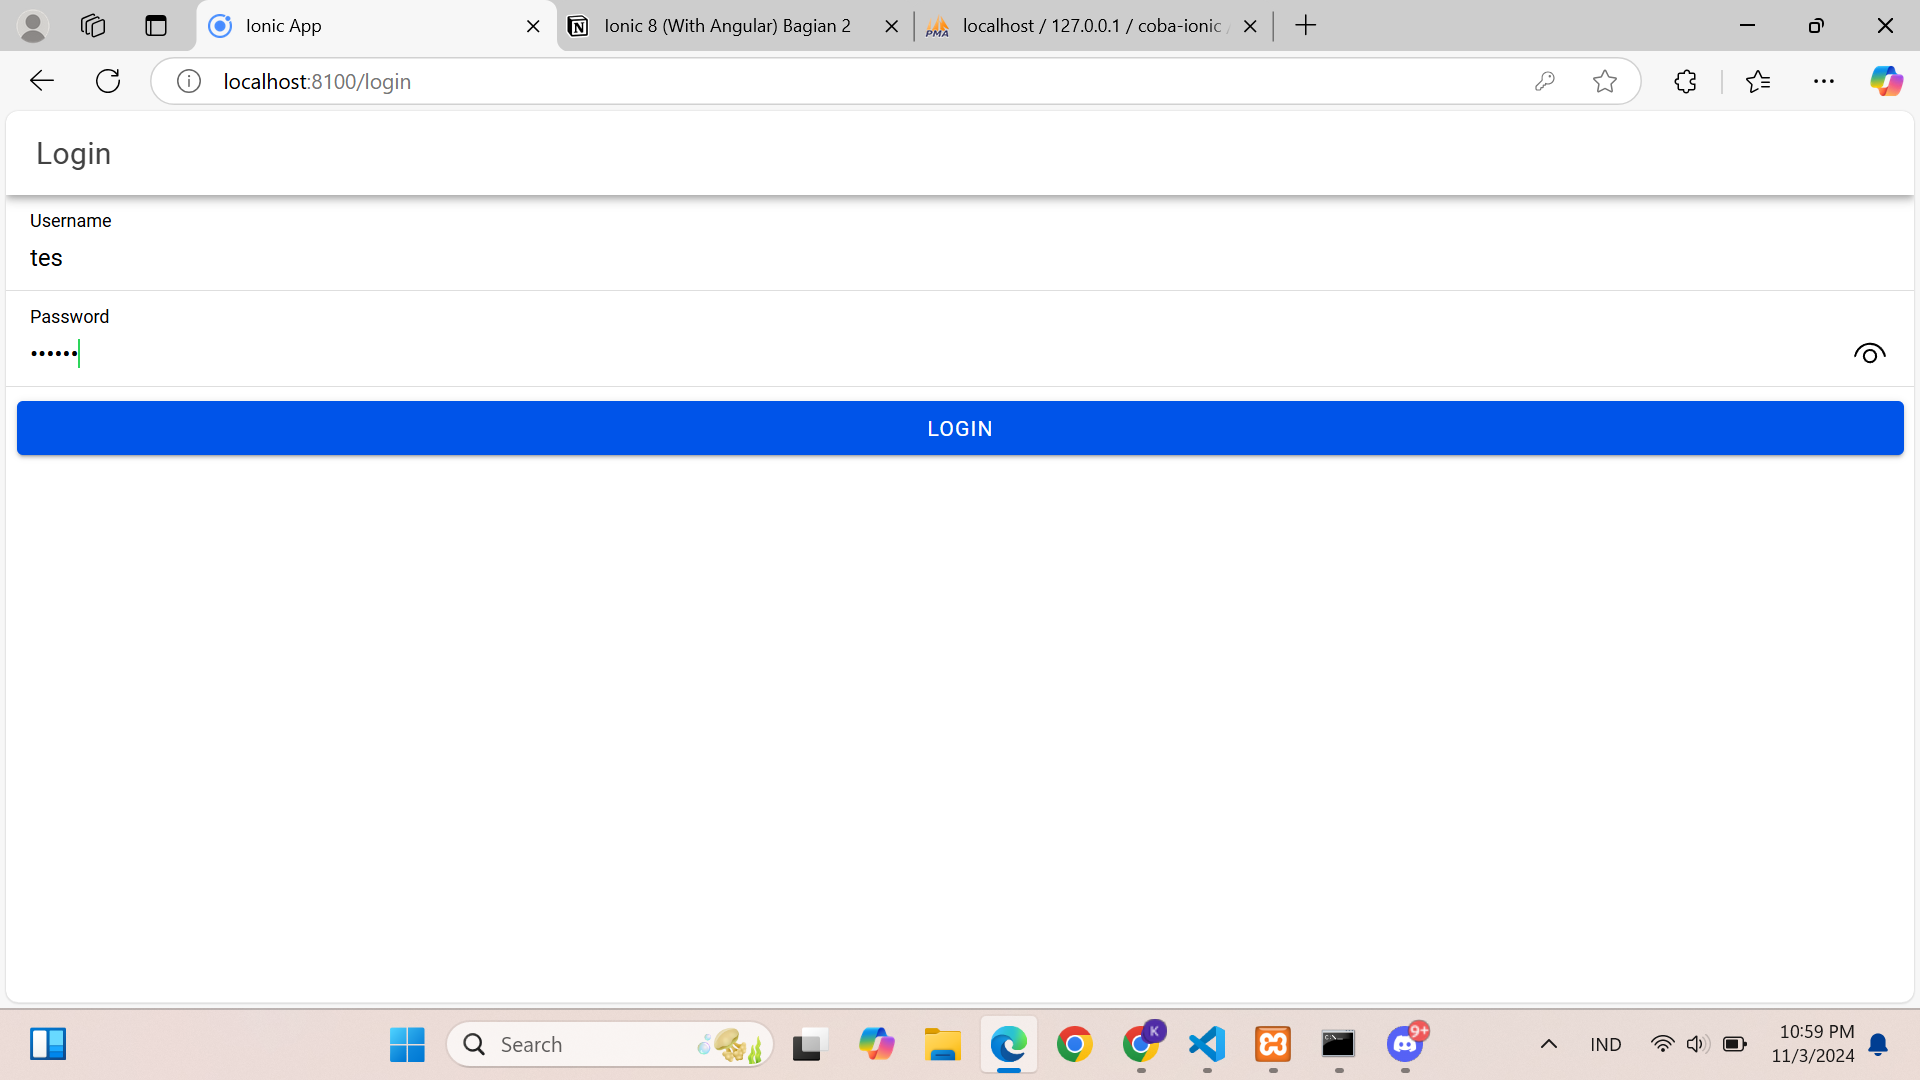 Ionic App
Ionic 8 (With Angular) Bagian 2
PMA
localhost / 127.0.0.1 / coba-ionic /
localhost:8100/login
Login
Username
tes
Password
••••••
LOGIN
Search
K
9+
IND
10:59 PM
11/3/2024